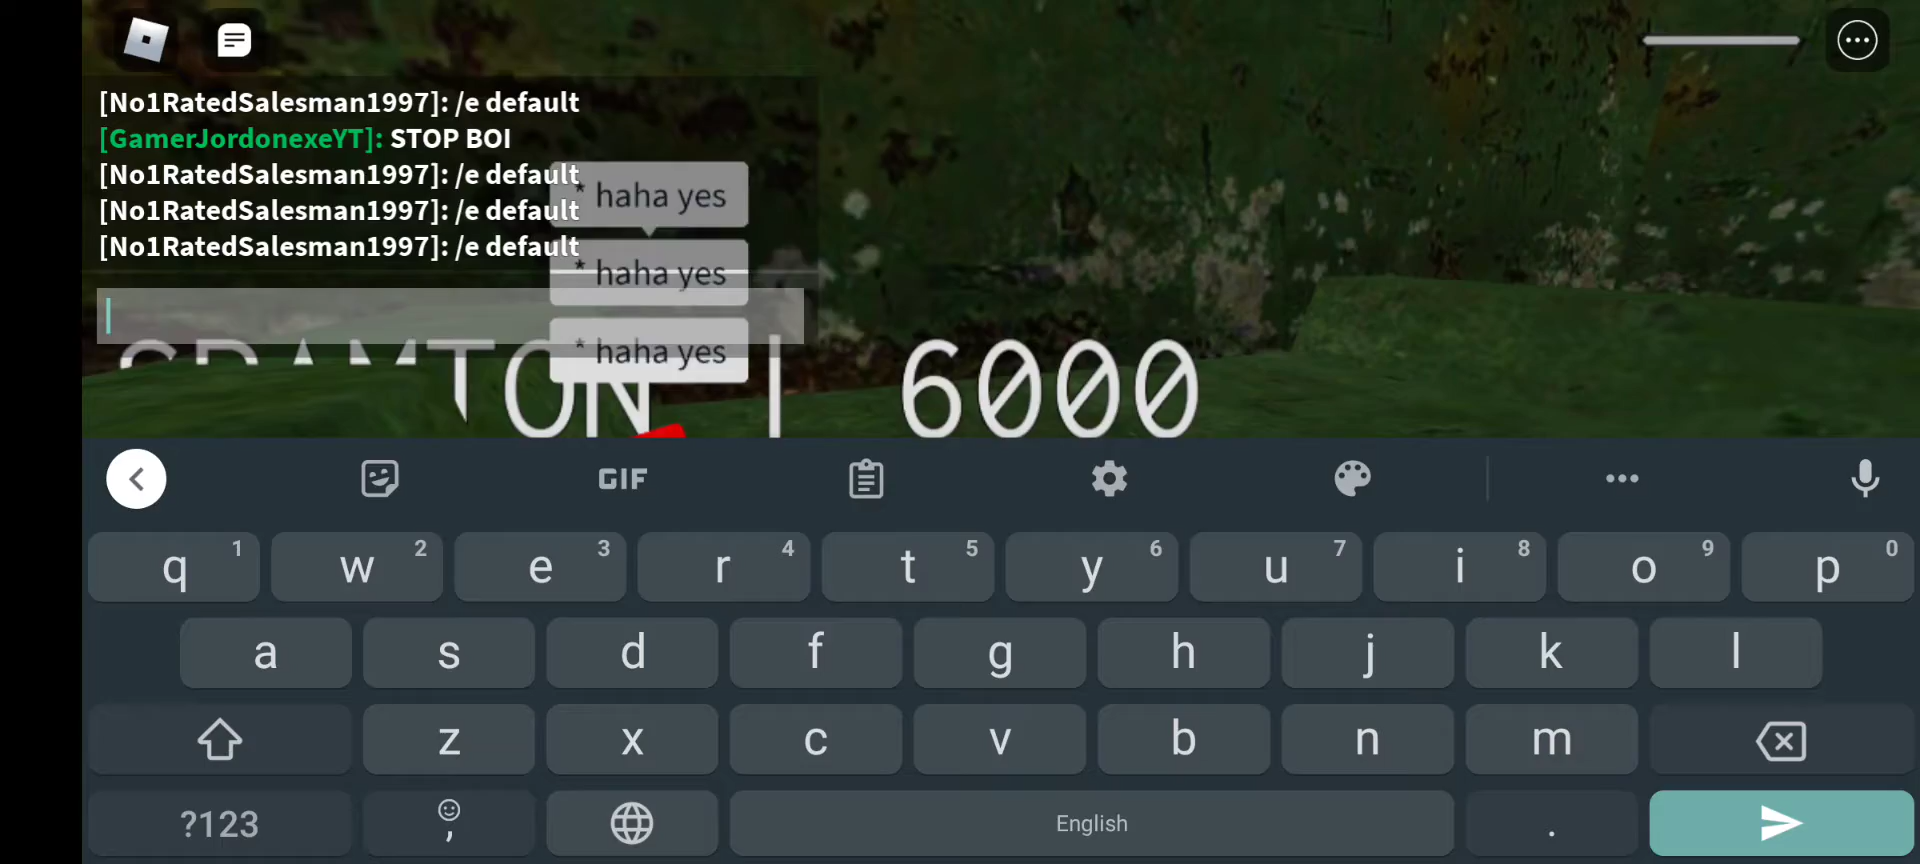 [No1RatedSalesman1997]: /e default
[GamerJordonexeYT]: STOP BOI
[No1RatedSalesman1997]: /e default
[No1RatedSalesman1997]: /e default
[No1RatedSalesman1997]: /e default
* haha yes
* haha yes
* haha yes
SPAMTON | 6000
GIF
q 1 w 2 e 3 r 4 t 5 y 6 u 7 i 8 o 9 p 0
a s d f g h j k l
z x c v b n m
?123 , English .